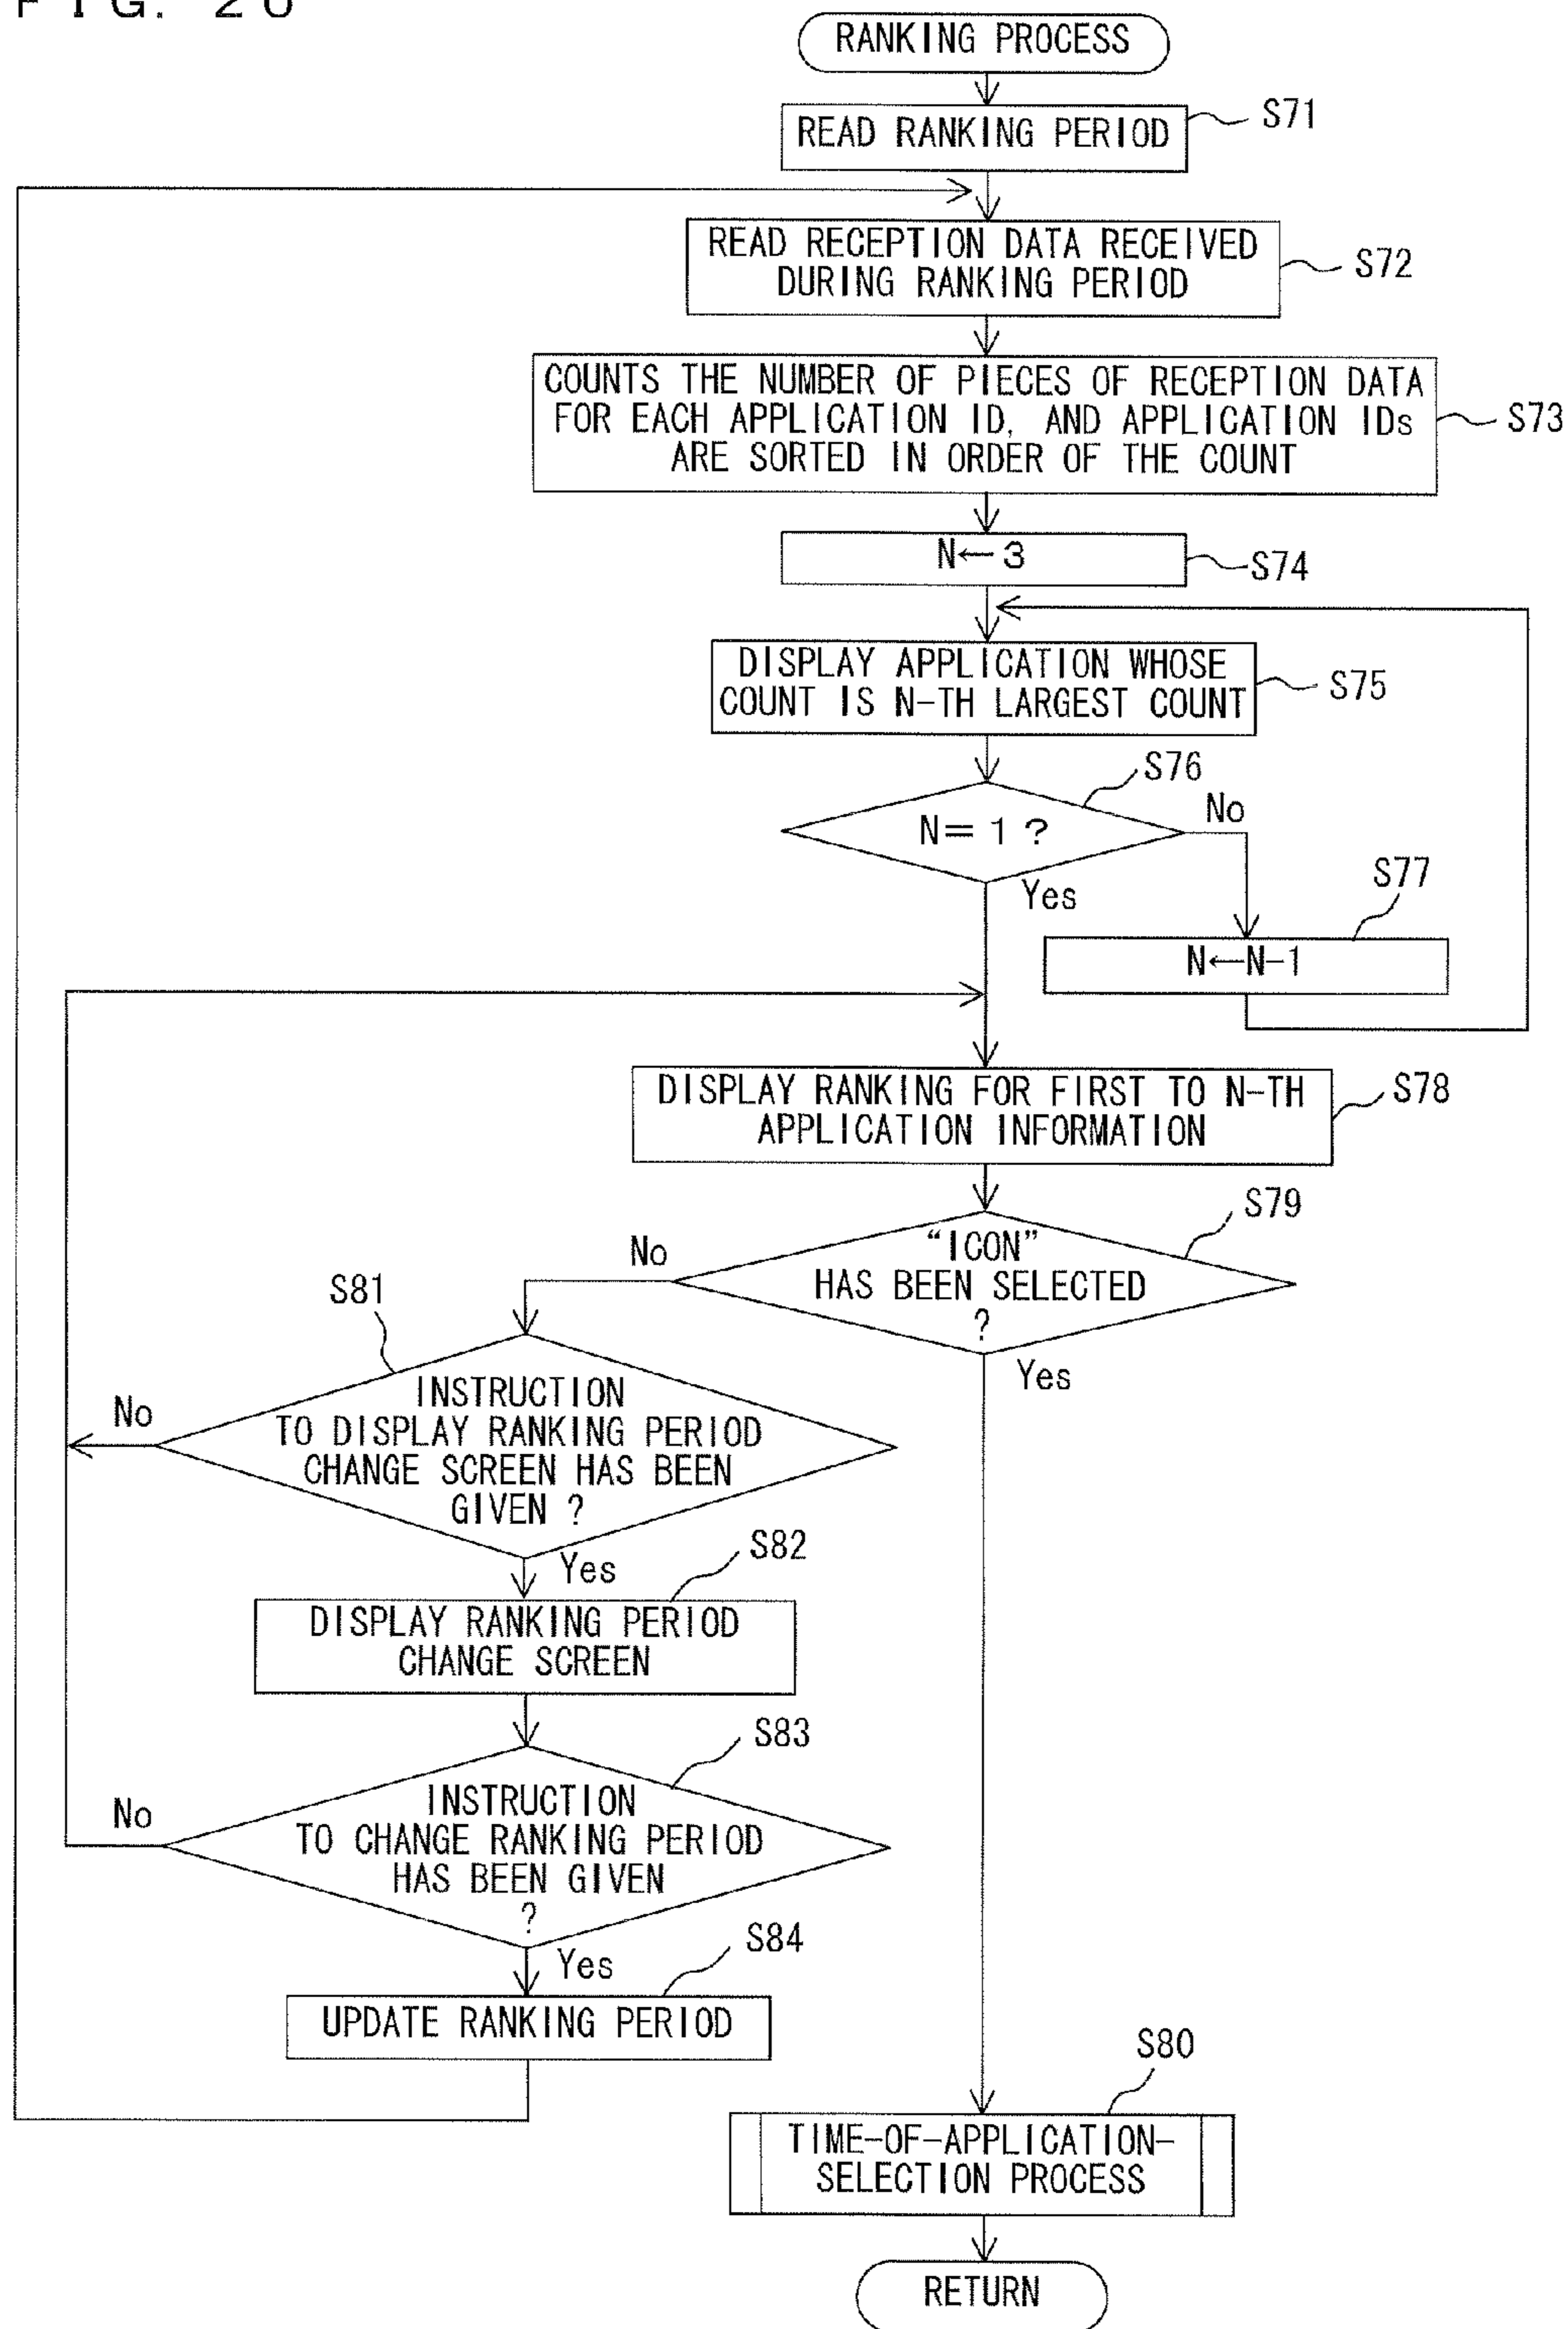 FIG. 20
RANKING PROCESS
READ RANKING PERIOD
S71
READ RECEPTION DATA RECEIVED
DURING RANKING PERIOD
S72
COUNTS THE NUMBER OF PIECES OF RECEPTION DATA
FOR EACH APPLICATION ID, AND APPLICATION IDs
ARE SORTED IN ORDER OF THE COUNT
S73
N←3
S74
DISPLAY APPLICATION WHOSE
COUNT IS N-TH LARGEST COUNT
S75
S76
N=1?
No
Yes
S77
N←N-1
DISPLAY RANKING FOR FIRST TO N-TH
APPLICATION INFORMATION
S78
S79
“ICON”
HAS BEEN SELECTED
?
No
Yes
S81
INSTRUCTION
TO DISPLAY RANKING PERIOD
CHANGE SCREEN HAS BEEN
GIVEN ?
No
Yes
S82
DISPLAY RANKING PERIOD
CHANGE SCREEN
S83
INSTRUCTION
TO CHANGE RANKING PERIOD
HAS BEEN GIVEN
?
No
Yes
S84
UPDATE RANKING PERIOD
S80
TIME-OF-APPLICATION-
SELECTION PROCESS
RETURN